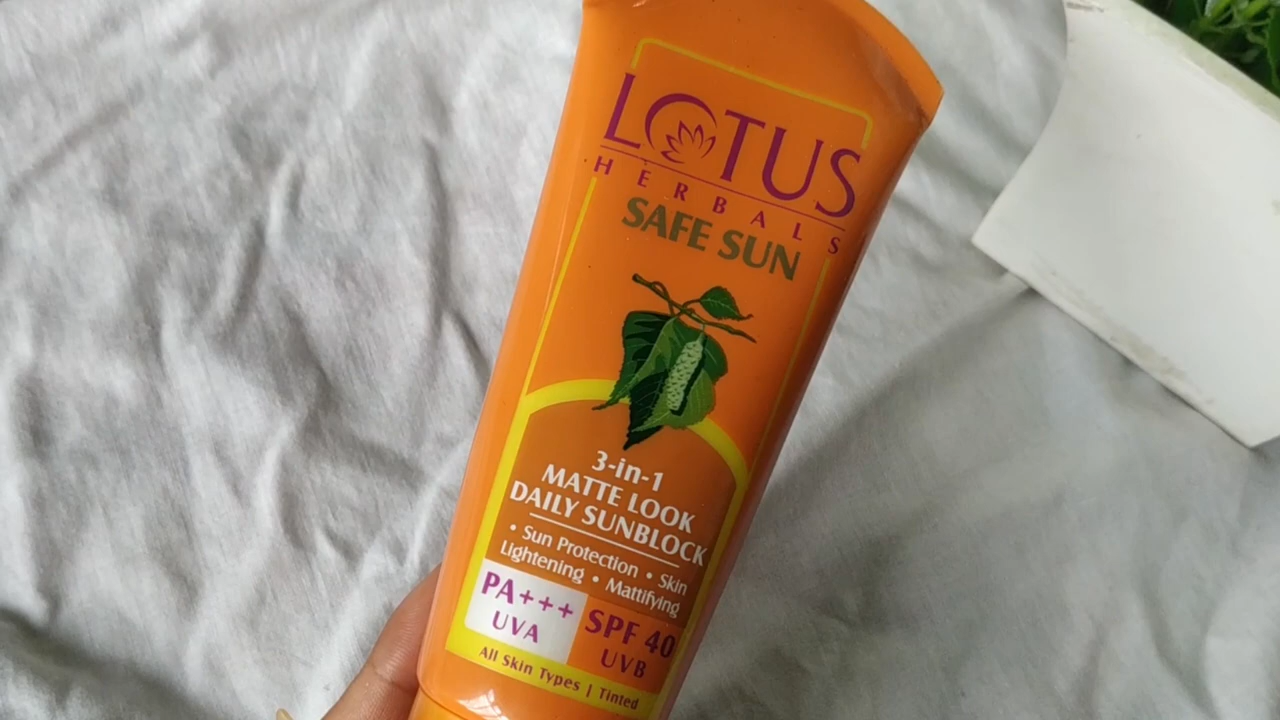 LOTUS
HERBALS
SAFE SUN
3-in-1
MATTE LOOK
DAILY SUNBLOCK
• Sun Protection • Skin
Lightening • Mattifying
PA+++
UVA
SPF 40
UVB
All Skin Types | Tinted